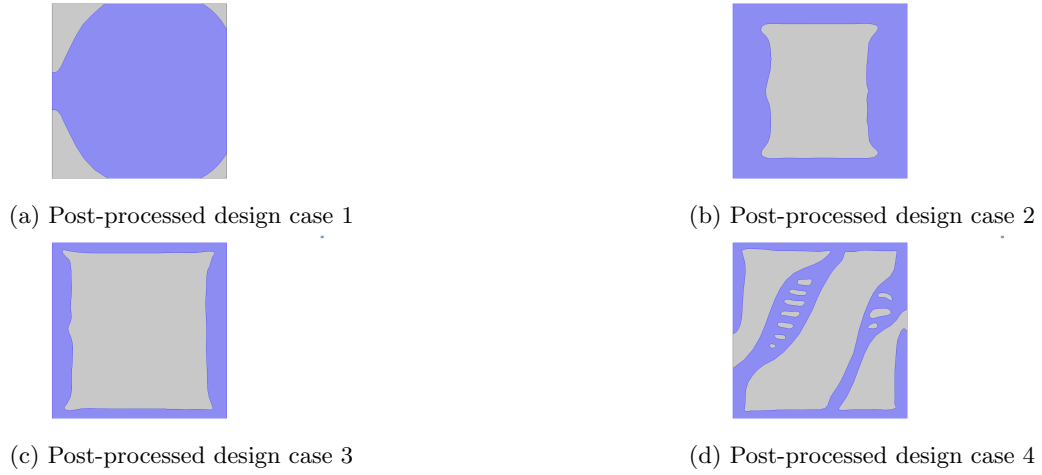 (a) Post-processed design case 1
(b) Post-processed design case 2
(c) Post-processed design case 3
(d) Post-processed design case 4